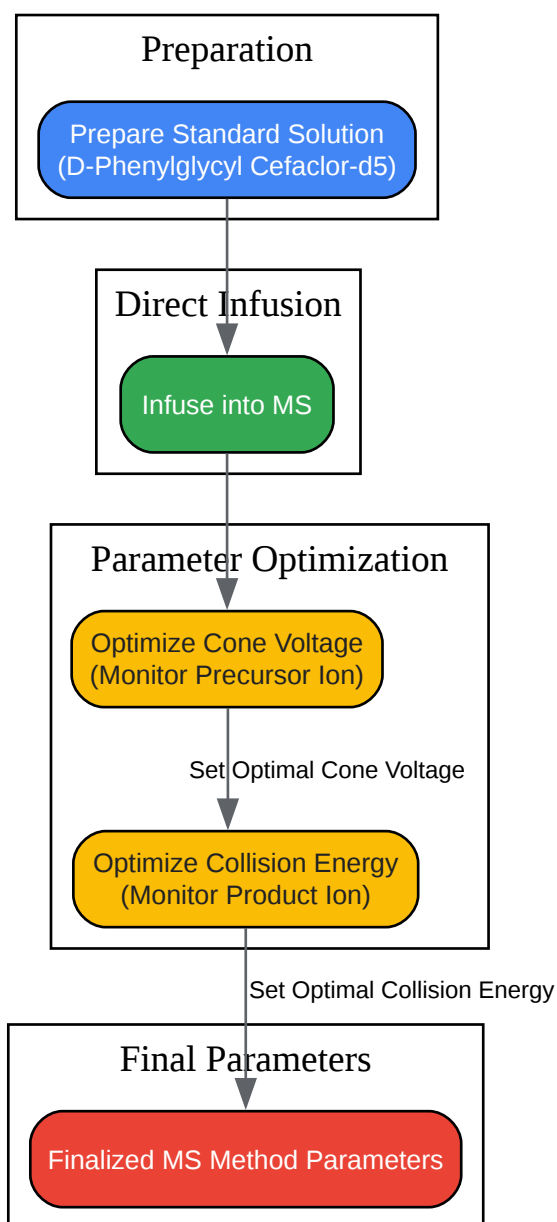 Preparation
Prepare Standard Solution
(D-Phenylglycyl Cefaclor-d5)
Direct Infusion
Infuse into MS
Parameter Optimization
Optimize Cone Voltage
(Monitor Precursor Ion)
Set Optimal Cone Voltage
Optimize Collision Energy
(Monitor Product Ion)
Set Optimal Collision Energy
Final Parameters
Finalized MS Method Parameters